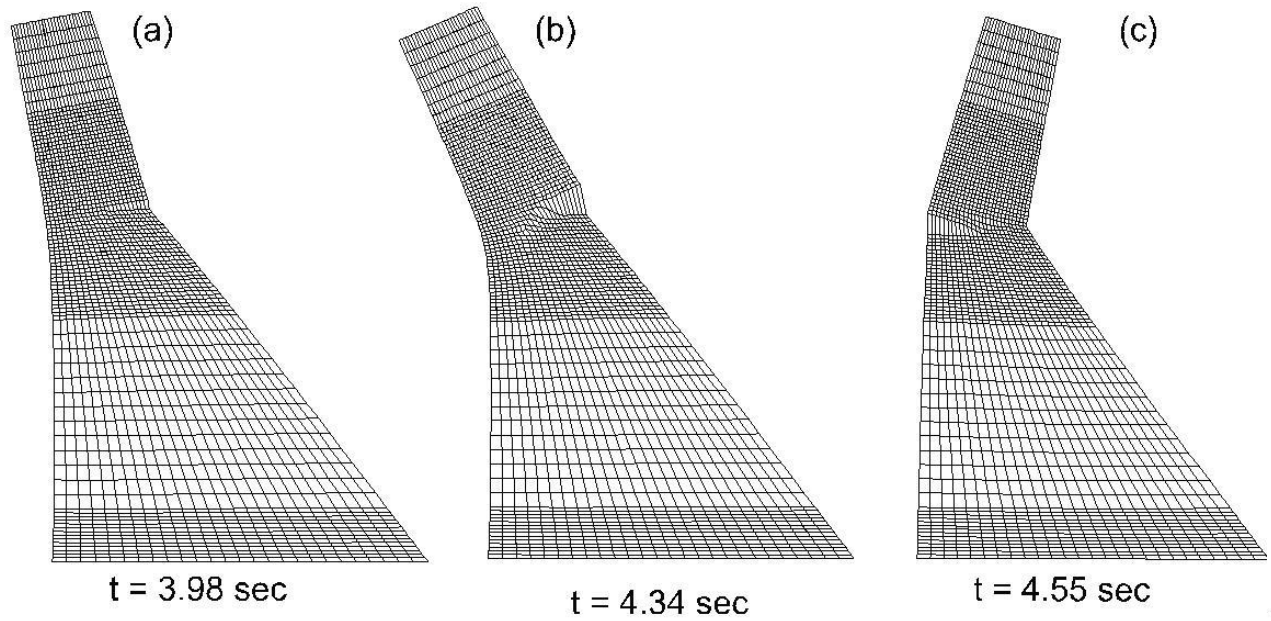 (a)
(b)
(c)
t = 3.98 sec
t = 4.34 sec
t = 4.55 sec